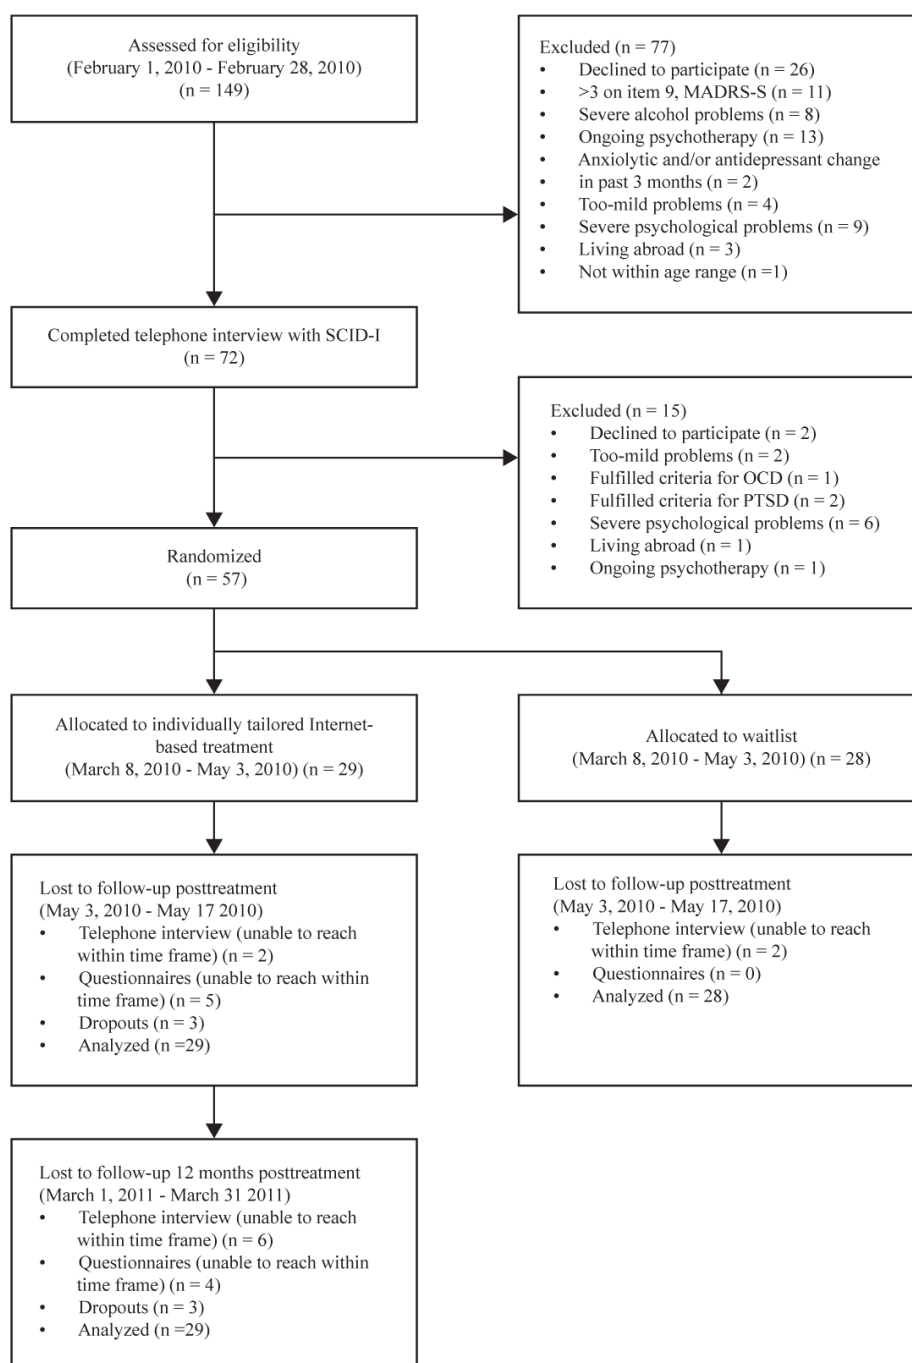 Assessed for eligibility
(February 1, 2010 - February 28, 2010)
(n = 149)
Excluded (n = 77)
• Declined to participate (n = 26)
• >3 on item 9, MADRS-S (n = 11)
• Severe alcohol problems (n = 8)
• Ongoing psychotherapy (n = 13)
• Anxiolytic and/or antidepressant change
• in past 3 months (n = 2)
• Too-mild problems (n = 4)
• Severe psychological problems (n = 9)
• Living abroad (n = 3)
• Not within age range (n =1)
Completed telephone interview with SCID-I
(n = 72)
Excluded (n = 15)
• Declined to participate (n = 2)
• Too-mild problems (n = 2)
• Fulfilled criteria for OCD (n = 1)
• Fulfilled criteria for PTSD (n = 2)
• Severe psychological problems (n = 6)
• Living abroad (n = 1)
• Ongoing psychotherapy (n = 1)
Randomized
(n = 57)
Allocated to individually tailored Internet-
based treatment
(March 8, 2010 - May 3, 2010) (n = 29)
Allocated to waitlist
(March 8, 2010 - May 3, 2010) (n = 28)
Lost to follow-up posttreatment
(May 3, 2010 - May 17 2010)
• Telephone interview (unable to reach
within time frame) (n = 2)
• Questionnaires (unable to reach within
time frame) (n = 5)
• Dropouts (n = 3)
• Analyzed (n =29)
Lost to follow-up posttreatment
(May 3, 2010 - May 17, 2010)
• Telephone interview (unable to reach
within time frame) (n = 2)
• Questionnaires (n = 0)
• Analyzed (n = 28)
Lost to follow-up 12 months posttreatment
(March 1, 2011 - March 31 2011)
• Telephone interview (unable to reach
within time frame) (n = 6)
• Questionnaires (unable to reach within
time frame) (n = 4)
• Dropouts (n = 3)
• Analyzed (n =29)